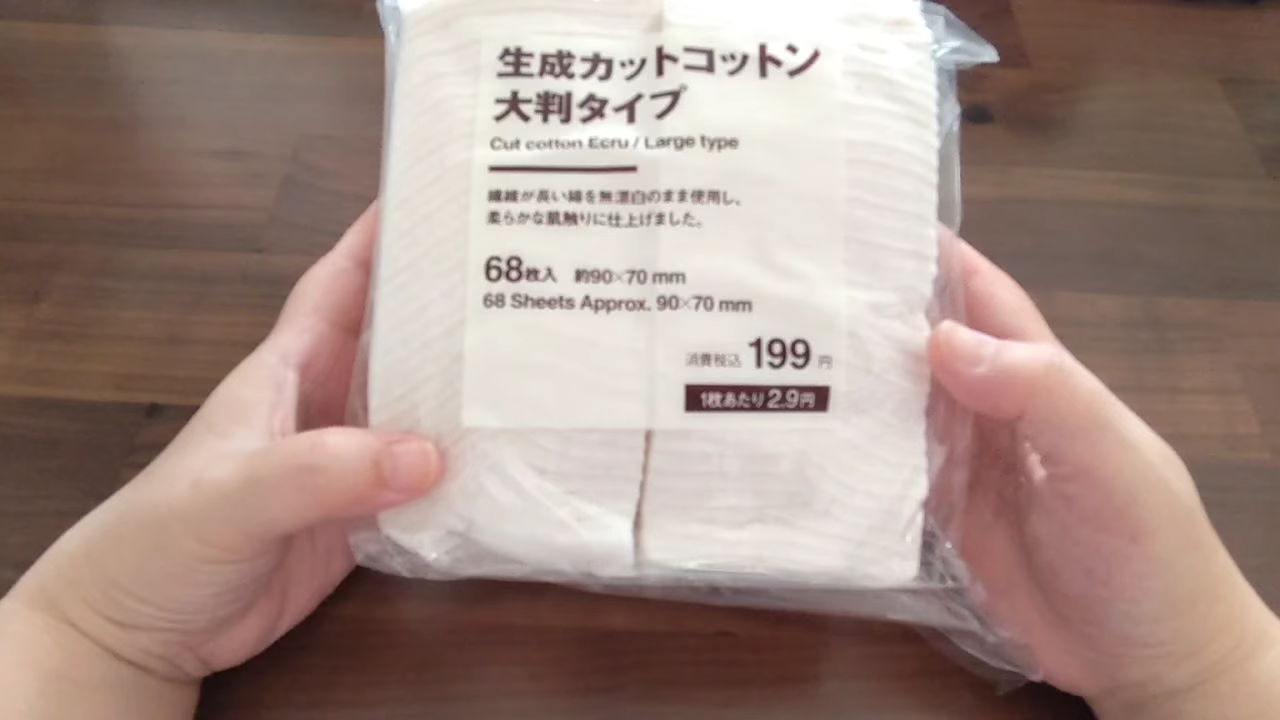 生成カットコットン
大判タイプ
Cut cotton Ecru / Large type
繊維が長い綿を無漂白のまま使用し、
柔らかな肌触りに仕上げました。
68枚入 約90×70 mm
68 Sheets Approx. 90×70 mm
消費税込 199 円
1枚あたり2.9円